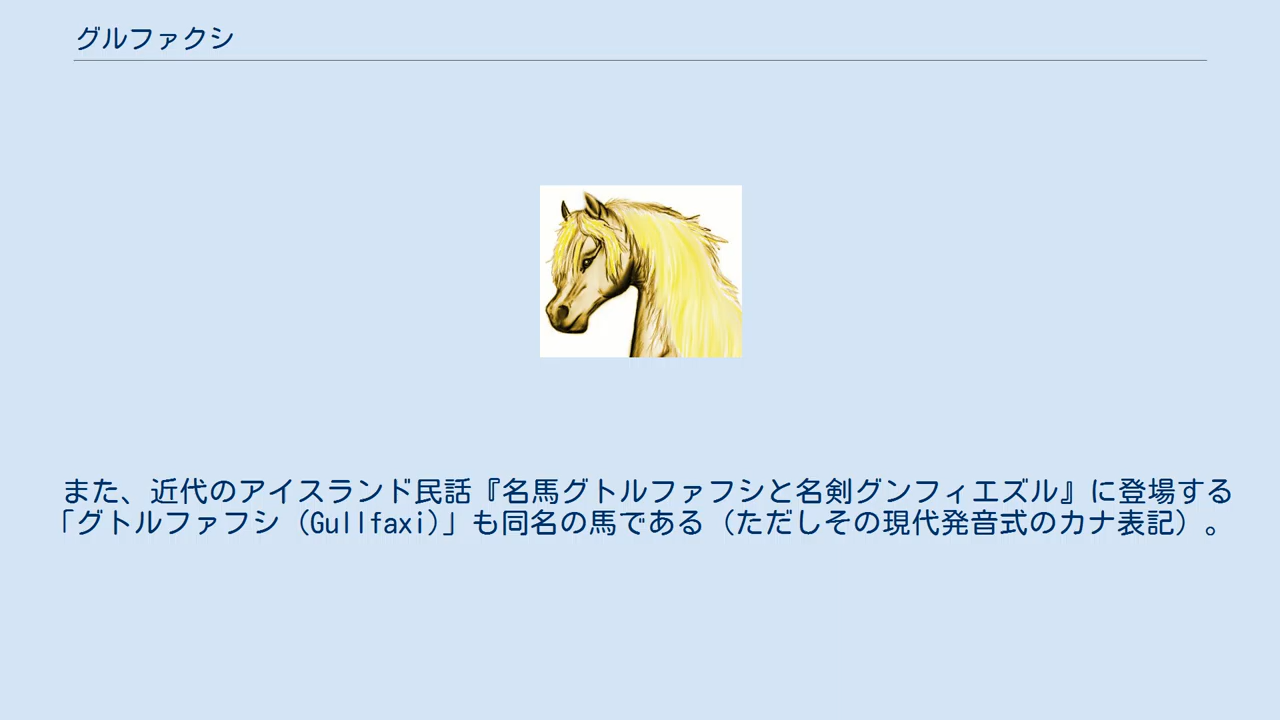 グルファクシ
また、近代のアイスランド民話『名馬グトルファフシと名剣グンフィエズル』に登場する
「グトルファフシ（Gullfaxi）」も同名の馬である（ただしその現代発音式のカナ表記）。